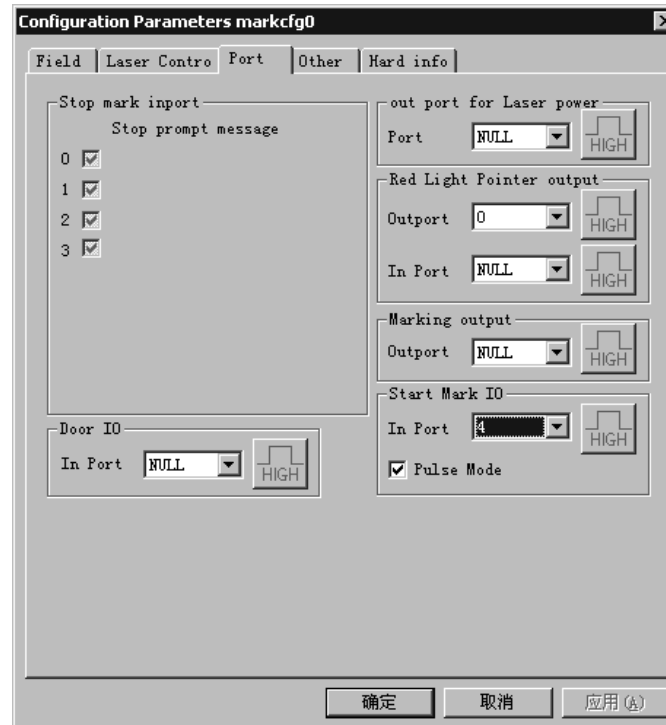 Configuration Parameters markcfg0
Field
Laser Contro
Port
Other
Hard info
Stop mark inport
Stop prompt message
0
1
2
3
Door IO
In Port NULL HIGH
out port for Laser power
Port NULL HIGH
Red Light Pointer output
Outport 0 HIGH
In Port NULL HIGH
Marking output
Outport NULL HIGH
Start Mark IO
In Port 4 HIGH
Pulse Mode
确定
取消
应用(A)